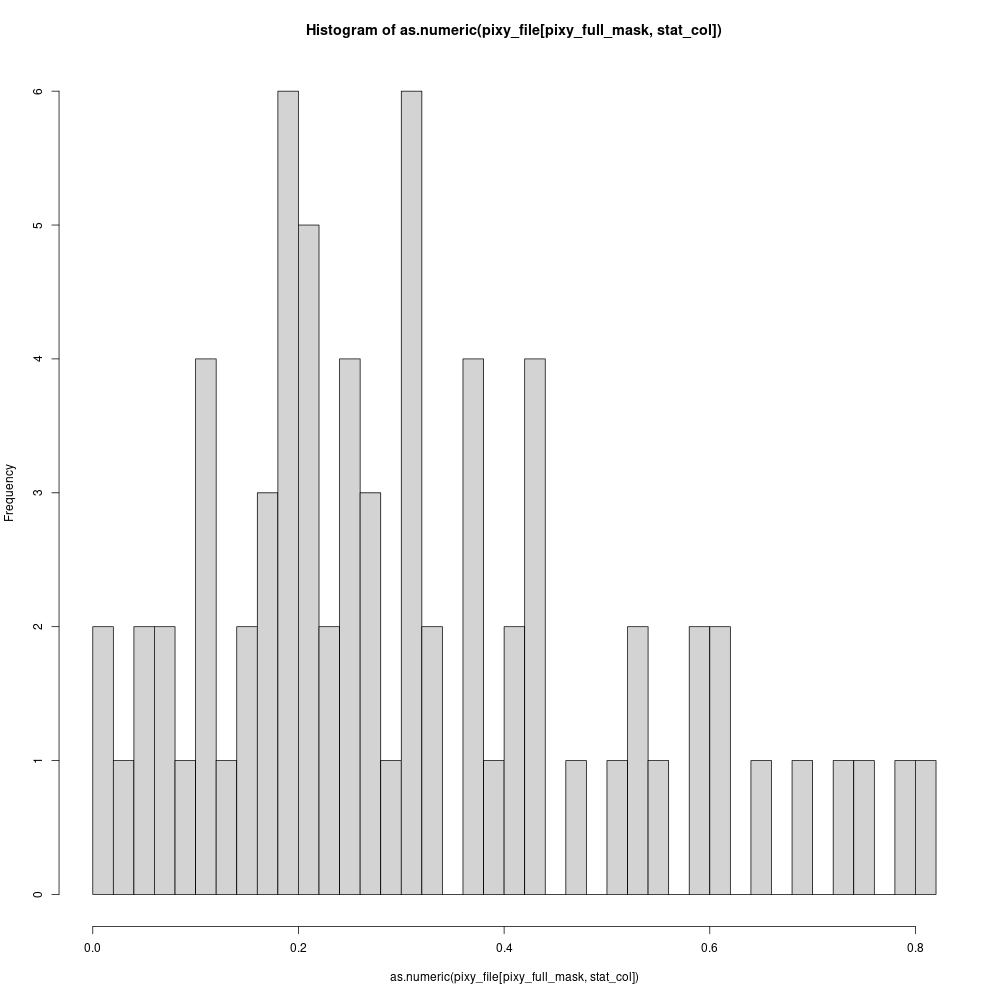 Histogram of as.numeric(pixy_file[pixy_full_mask, stat_col])
6
5
4
3
2
1
0
Frequency
0.0 0.2 0.4 0.6 0.8
as.numeric(pixy_file[pixy_full_mask, stat_col])